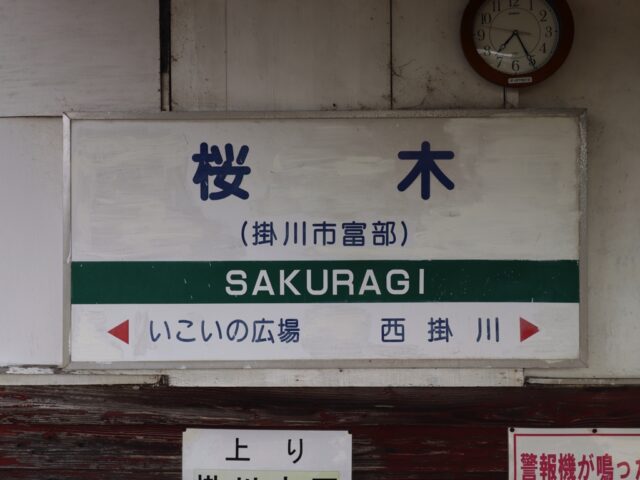 桜木
(掛川市富部)
SAKURAGI
いこいの広場 西掛川
上り
警報機が鳴った